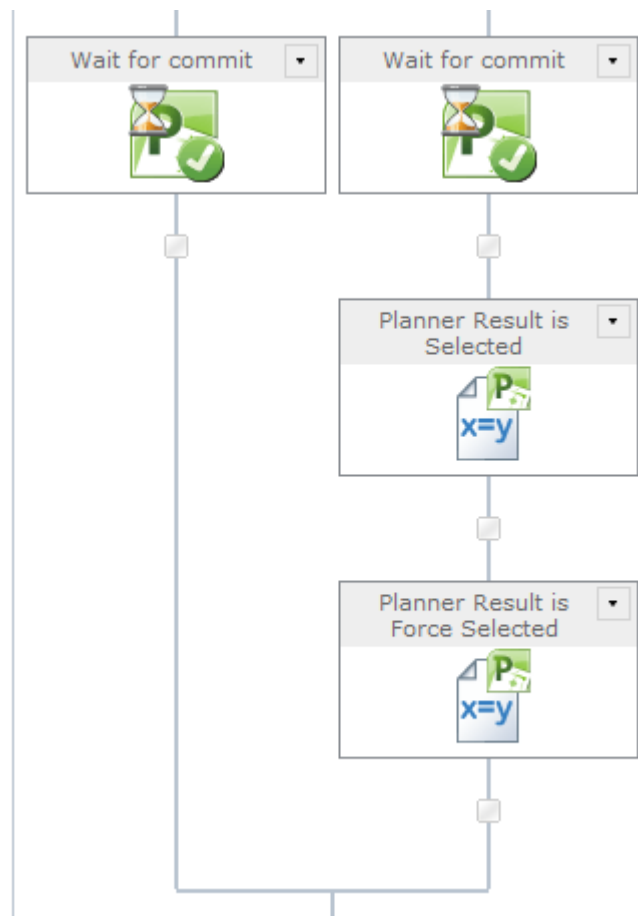 Wait for commit
Wait for commit
P
P
Planner Result is
Selected
P
x=y
Planner Result is
Force Selected
P
x=y